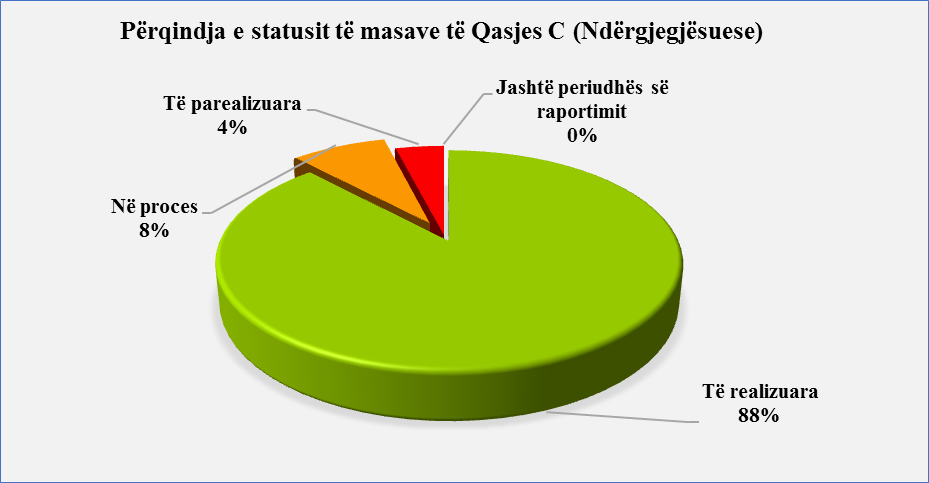 Përqindja e statusit të masave të Qasjes C (Ndërgjegjësuese)
Të parealizuara
4%
Jashtë periudhës së
raportimit
0%
Në proces
8%
Të realizuara
88%